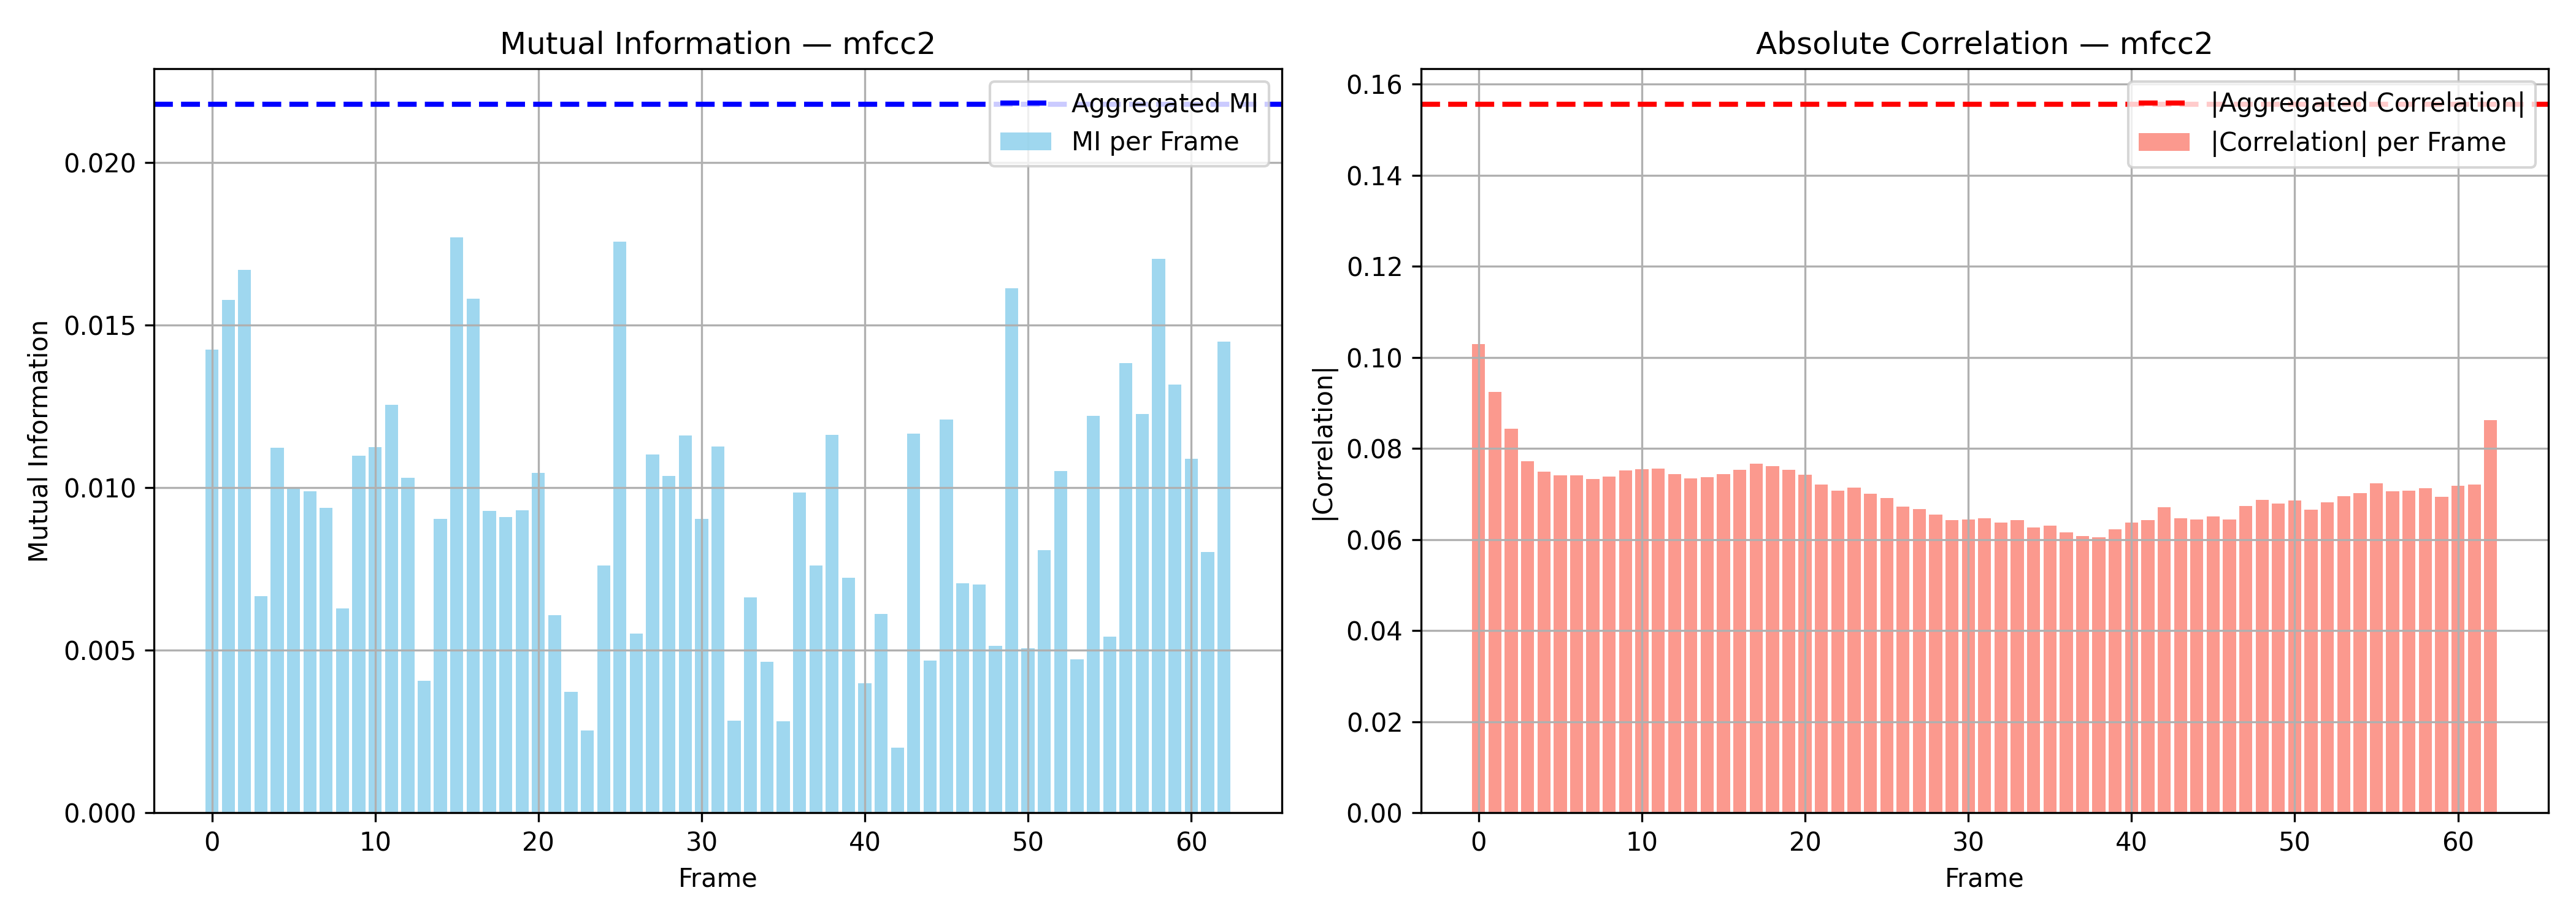 Mutual Information — mfcc2
Aggregated MI
MI per Frame
Mutual Information
0.020
0.015
0.010
0.005
0.000
0 10 20 30 40 50 60
Frame
Absolute Correlation — mfcc2
|Aggregated Correlation|
|Correlation| per Frame
|Correlation|
0.16
0.14
0.12
0.10
0.08
0.06
0.04
0.02
0.00
0 10 20 30 40 50 60
Frame